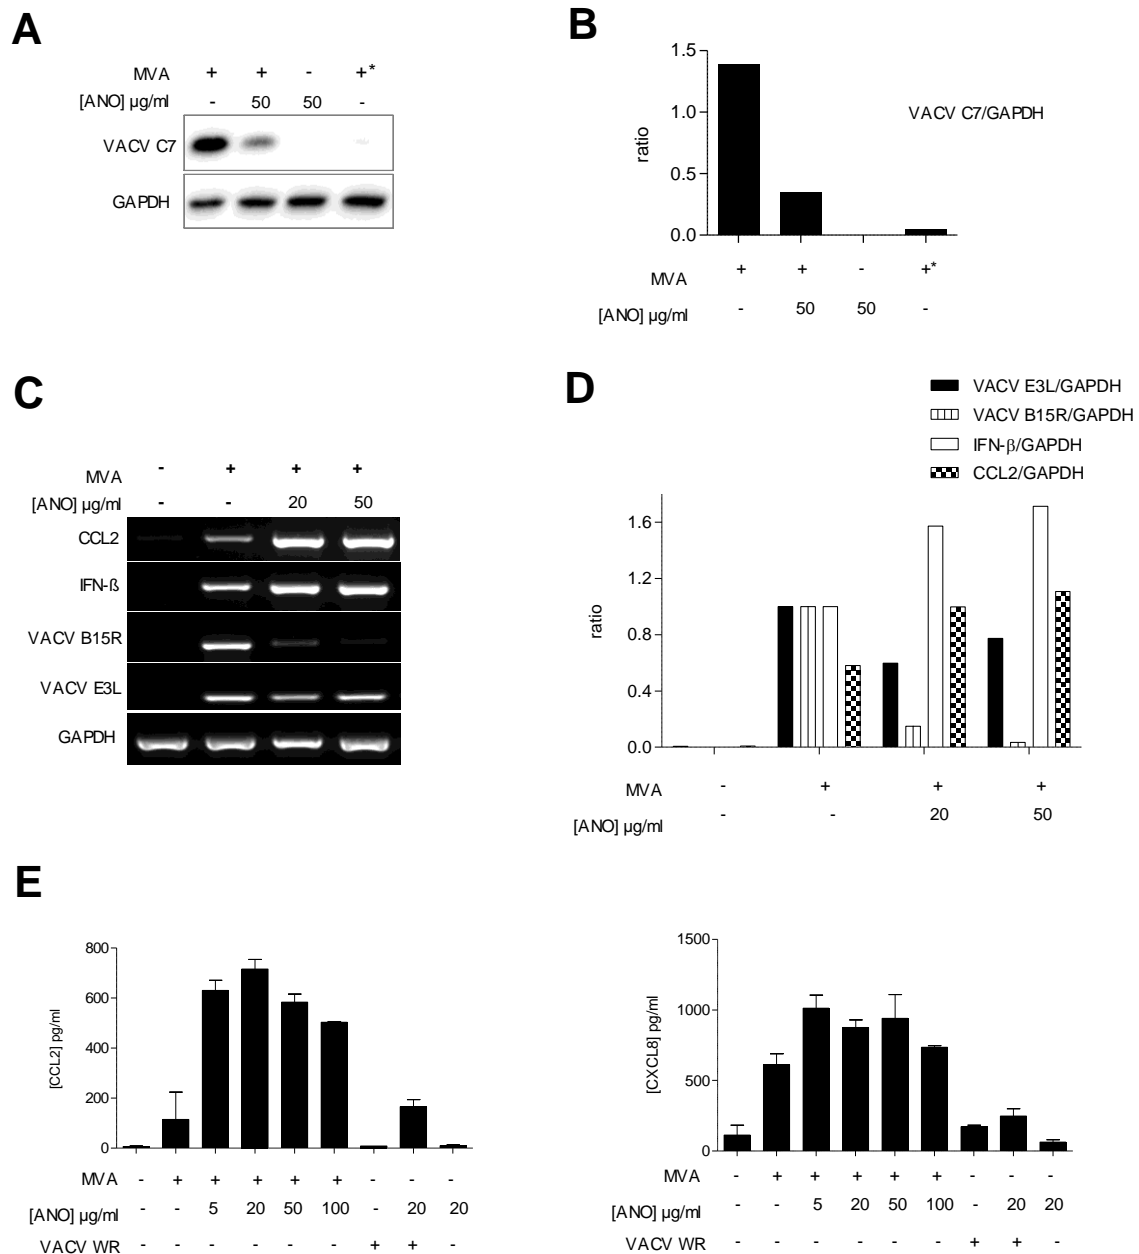 A
MVA + + - +*
[ANO] µg/ml - 50 50 -
VACV C7
GAPDH
B
1.5
1.0
0.5
0.0
ratio
VACV C7/GAPDH
MVA + + - +*
[ANO] µg/ml - 50 50 -
C
MVA - + + +
[ANO] µg/ml - - 20 50
CCL2
IFN-ß
VACV B15R
VACV E3L
GAPDH
D
VACV E3L/GAPDH
VACV B15R/GAPDH
IFN-β/GAPDH
CCL2/GAPDH
1.6
1.2
0.8
0.4
0.0
ratio
MVA - + + +
[ANO] µg/ml - - 20 50
E
800
600
400
200
0
[CCL2] pg/ml
MVA - + + + + + - - -
[ANO] µg/ml - - 5 20 50 100 - 20 20
VACV WR - - - - - - + + -
1500
1000
500
0
[CXCL8] pg/ml
MVA - + + + + + - - -
[ANO] µg/ml - - 5 20 50 100 - 20 20
VACV WR - - - - - - + + -